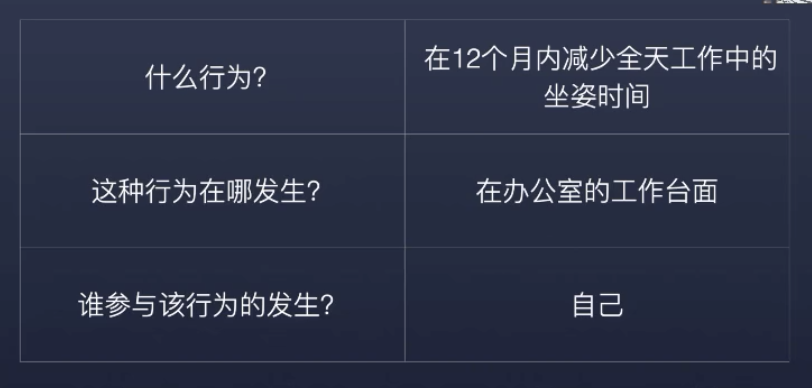 什么行为?
在12个月内减少全天工作中的
坐姿时间
这种行为在哪发生?
在办公室的工作台面
谁参与该行为的发生?
自己